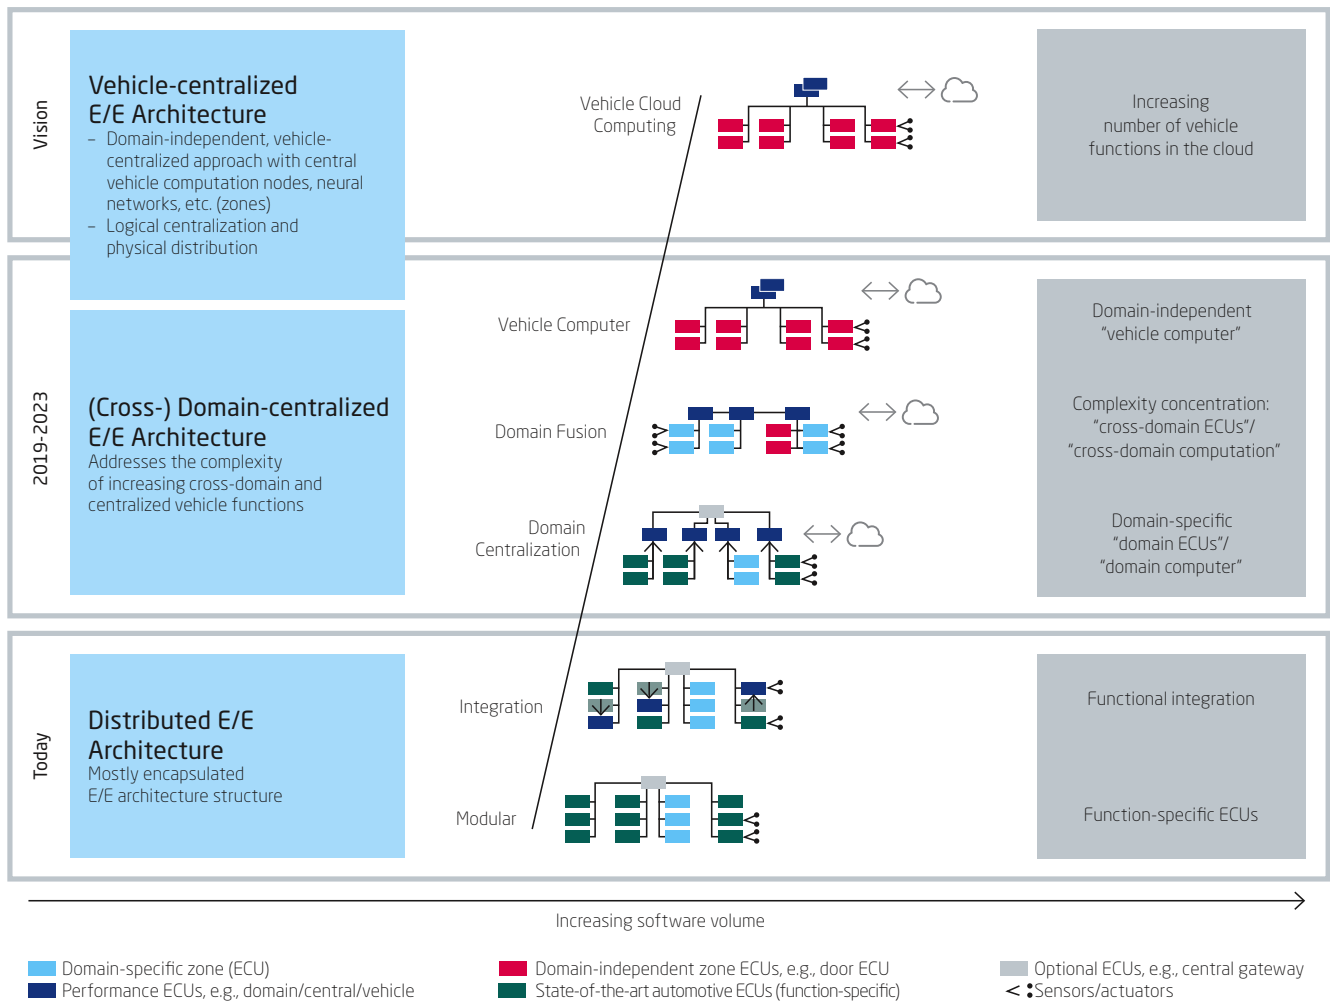 Vision
Vehicle-centralized
E/E Architecture
– Domain-independent, vehicle-
centralized approach with central
vehicle computation nodes, neural
networks, etc. (zones)
– Logical centralization and
physical distribution
Vehicle Cloud
Computing
Increasing
number of vehicle
functions in the cloud
2019-2023
(Cross-) Domain-centralized
E/E Architecture
Addresses the complexity
of increasing cross-domain and
centralized vehicle functions
Vehicle Computer
Domain-independent
“vehicle computer”
Domain Fusion
Complexity concentration:
“cross-domain ECUs”/
“cross-domain computation”
Domain
Centralization
Domain-specific
“domain ECUs”/
“domain computer”
Today
Distributed E/E
Architecture
Mostly encapsulated
E/E architecture structure
Integration
Functional integration
Modular
Function-specific ECUs
Increasing software volume
Domain-specific zone (ECU)
Performance ECUs, e.g., domain/central/vehicle
Domain-independent zone ECUs, e.g., door ECU
State-of-the-art automotive ECUs (function-specific)
Optional ECUs, e.g., central gateway
Sensors/actuators